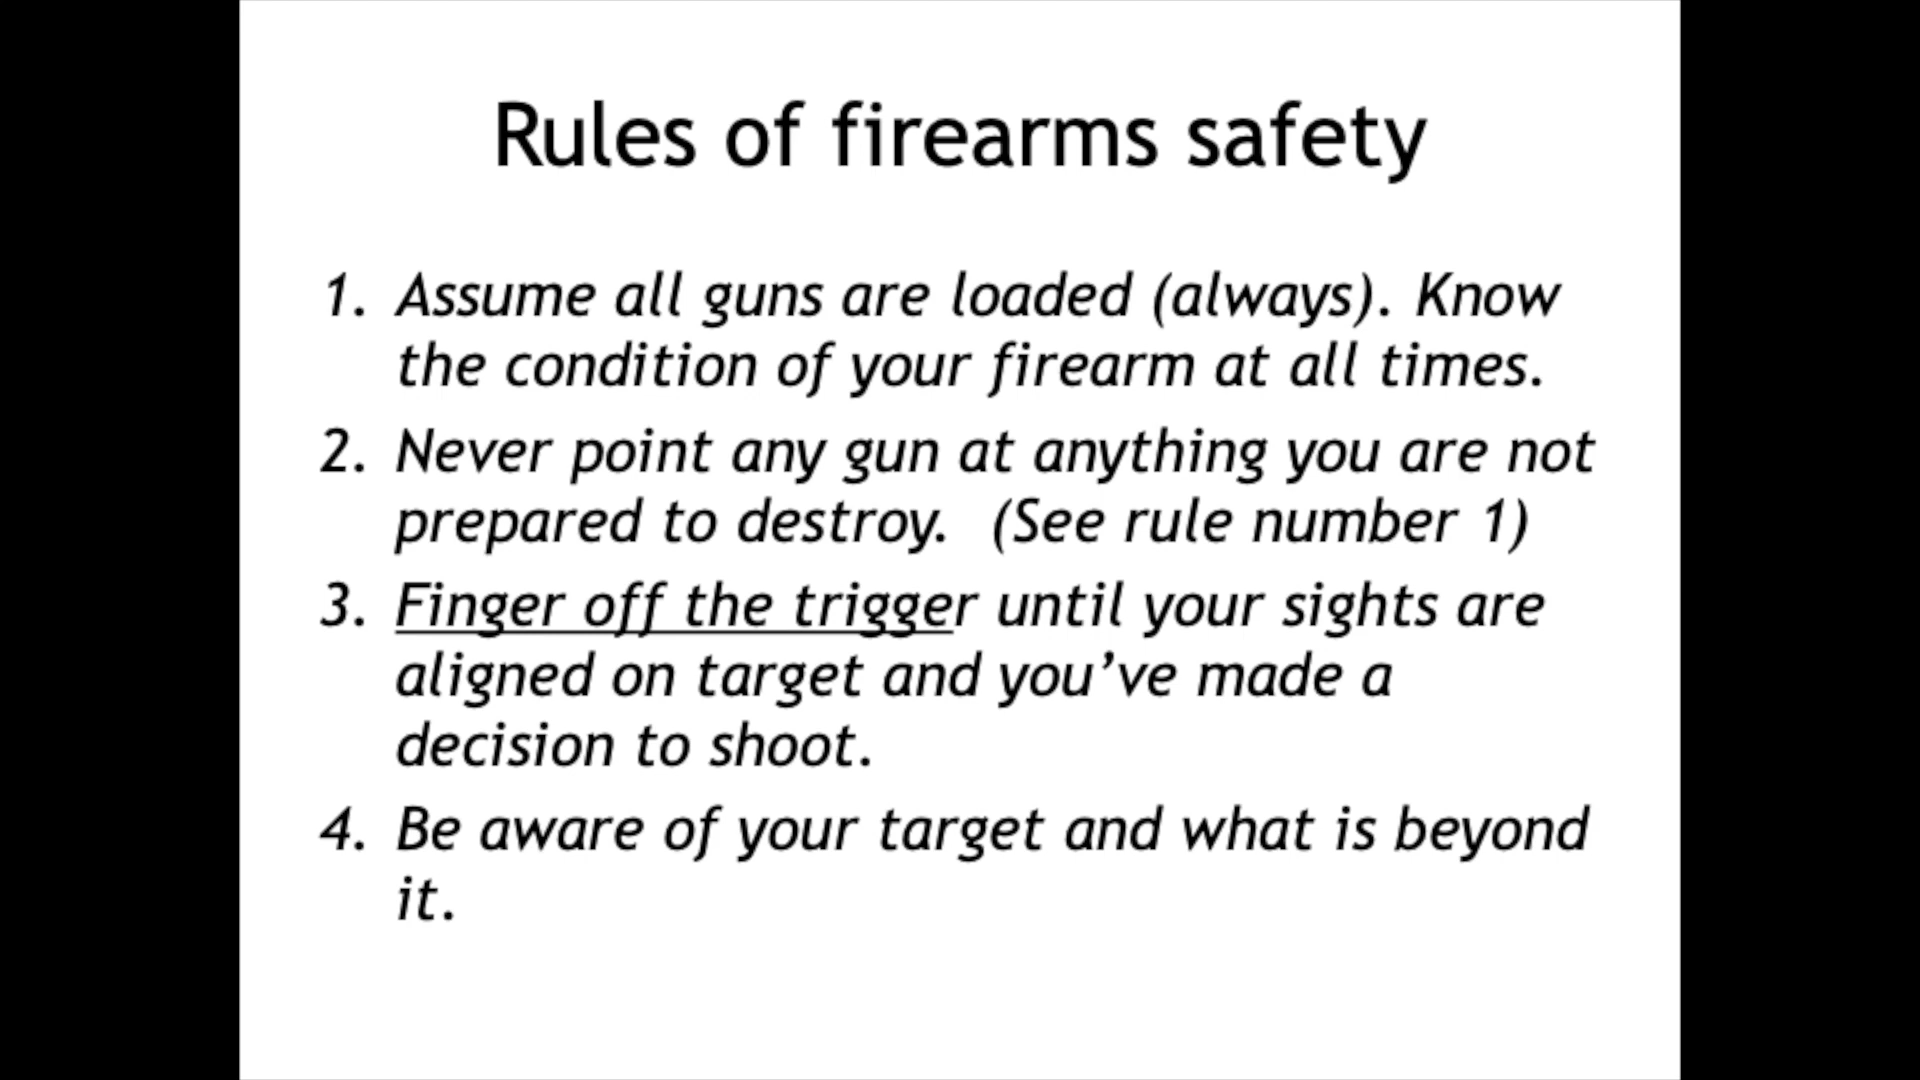 Rules of firearms safety
1. Assume all guns are loaded (always). Know
the condition of your firearm at all times.
2. Never point any gun at anything you are not
prepared to destroy.  (See rule number 1)
3. Finger off the trigger until your sights are
aligned on target and you’ve made a
decision to shoot.
4. Be aware of your target and what is beyond
it.